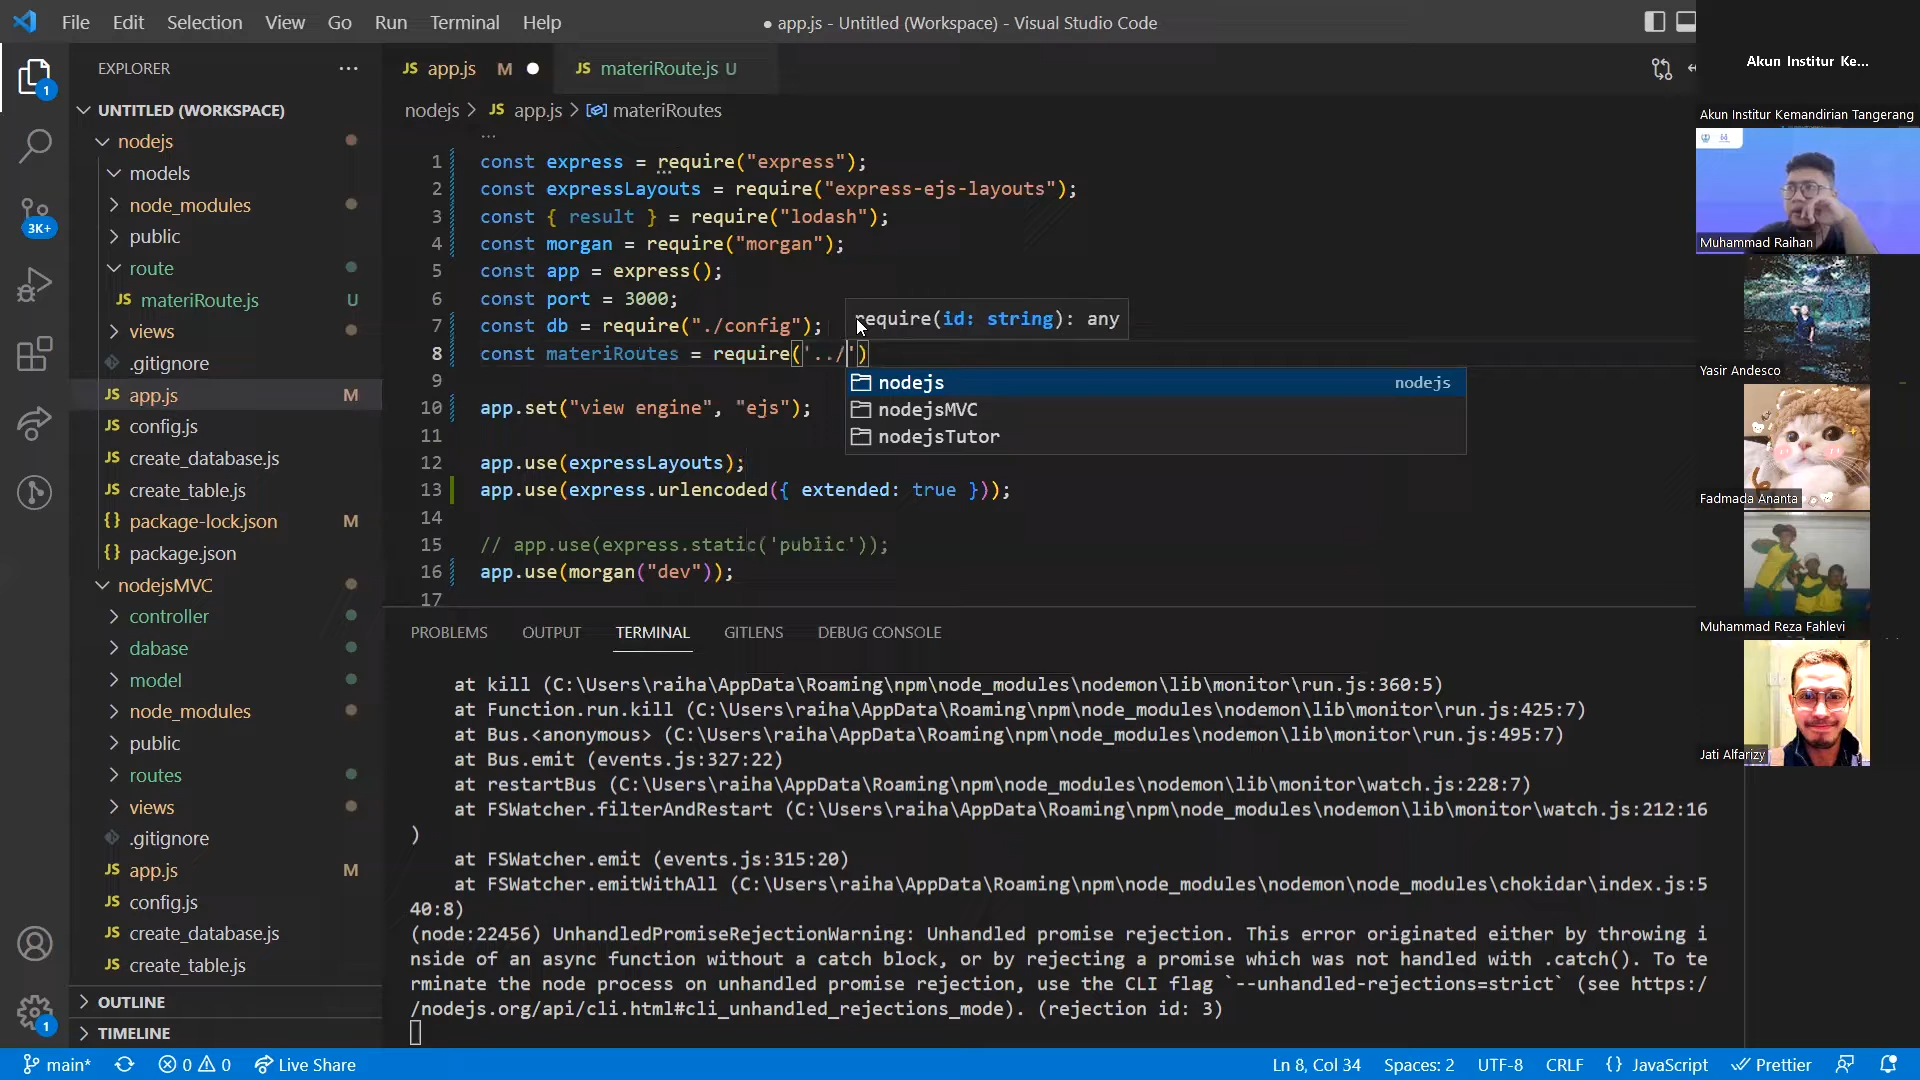 File Edit Selection View Go Run Terminal Help
● app.js - Untitled (Workspace) - Visual Studio Code
EXPLORER
UNTITLED (WORKSPACE)
nodejs
models
node_modules
public
route
JS materiRoute.js U
views
.gitignore
JS app.js M
JS config.js
JS create_database.js
JS create_table.js
{} package-lock.json M
{} package.json
nodejsMVC
controller
dabase
model
node_modules
public
routes
views
.gitignore
JS app.js M
JS config.js
JS create_database.js
JS create_table.js
OUTLINE
TIMELINE
1
3K+
1
JS app.js M ●
JS materiRoute.js U
nodejs > JS app.js > materiRoutes
...
1 const express = require("express");
2 const expressLayouts = require("express-ejs-layouts");
3 const { result } = require("lodash");
4 const morgan = require("morgan");
5 const app = express();
6 const port = 3000;
7 const db = require("./config");
8 const materiRoutes = require('../')
9
10 app.set("view engine", "ejs");
11
12 app.use(expressLayouts);
13 app.use(express.urlencoded({ extended: true }));
14
15 // app.use(express.static('public'));
16 app.use(morgan("dev"));
17
require(id: string): any
nodejs nodejs
nodejsMVC
nodejsTutor
PROBLEMS OUTPUT TERMINAL GITLENS DEBUG CONSOLE
at kill (C:\Users\raiha\AppData\Roaming\npm\node_modules\nodemon\lib\monitor\run.js:360:5)
at Function.run.kill (C:\Users\raiha\AppData\Roaming\npm\node_modules\nodemon\lib\monitor\run.js:425:7)
at Bus.<anonymous> (C:\Users\raiha\AppData\Roaming\npm\node_modules\nodemon\lib\monitor\run.js:495:7)
at Bus.emit (events.js:327:22)
at restartBus (C:\Users\raiha\AppData\Roaming\npm\node_modules\nodemon\lib\monitor\watch.js:228:7)
at FSWatcher.filterAndRestart (C:\Users\raiha\AppData\Roaming\npm\node_modules\nodemon\lib\monitor\watch.js:212:16
)
at FSWatcher.emit (events.js:315:20)
at FSWatcher.emitWithAll (C:\Users\raiha\AppData\Roaming\npm\node_modules\nodemon\node_modules\chokidar\index.js:5
40:8)
(node:22456) UnhandledPromiseRejectionWarning: Unhandled promise rejection. This error originated either by throwing i
nside of an async function without a catch block, or by rejecting a promise which was not handled with .catch(). To te
rminate the node process on unhandled promise rejection, use the CLI flag `--unhandled-rejections=strict` (see https:/
/nodejs.org/api/cli.html#cli_unhandled_rejections_mode). (rejection id: 3)
main* 0 0 Live Share
Ln 8, Col 34 Spaces: 2 UTF-8 CRLF {} JavaScript Prettier
Akun Institur Ke...
Akun Institur Kemandirian Tangerang
Muhammad Raihan
Yasir Andesco
Fadmada Ananta
Muhammad Reza Fahlevi
Jati Alfarizy